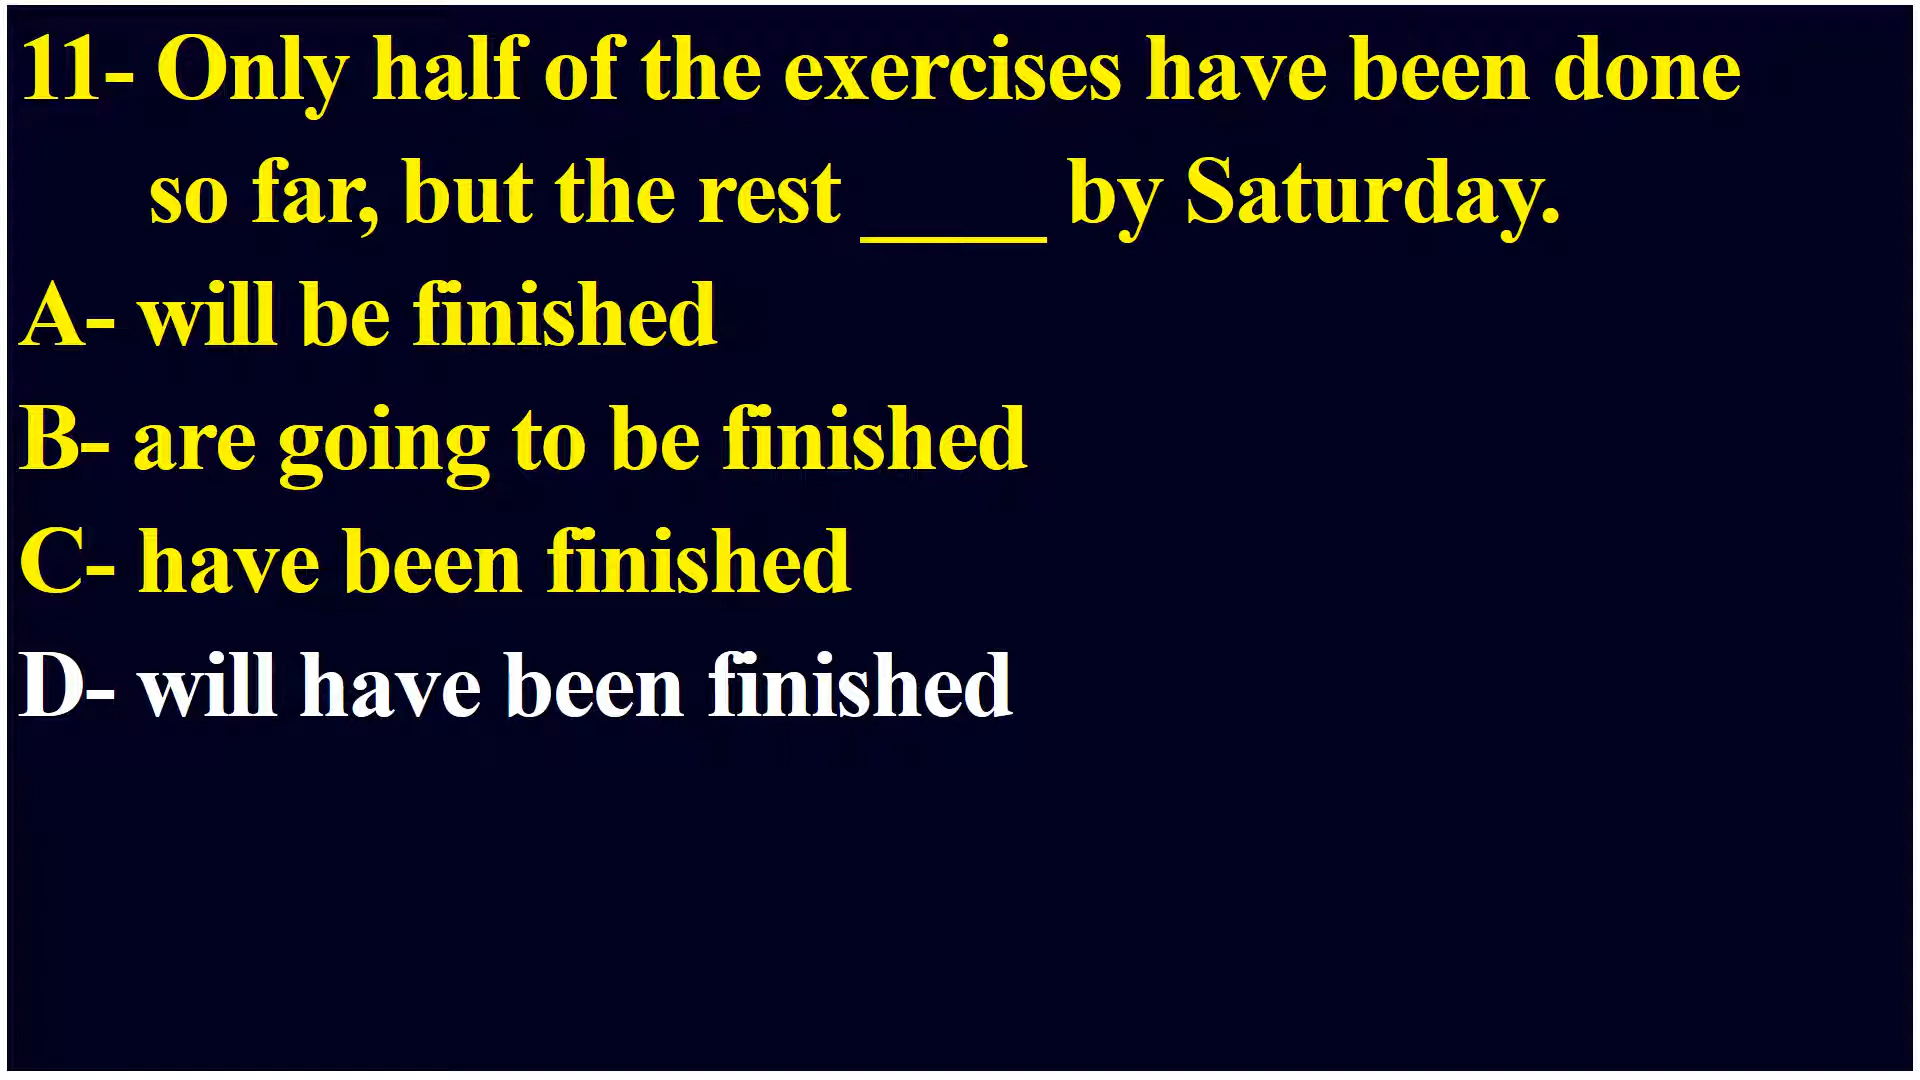 11- Only half of the exercises have been done
so far, but the rest ____ by Saturday.
A- will be finished
B- are going to be finished
C- have been finished
D- will have been finished